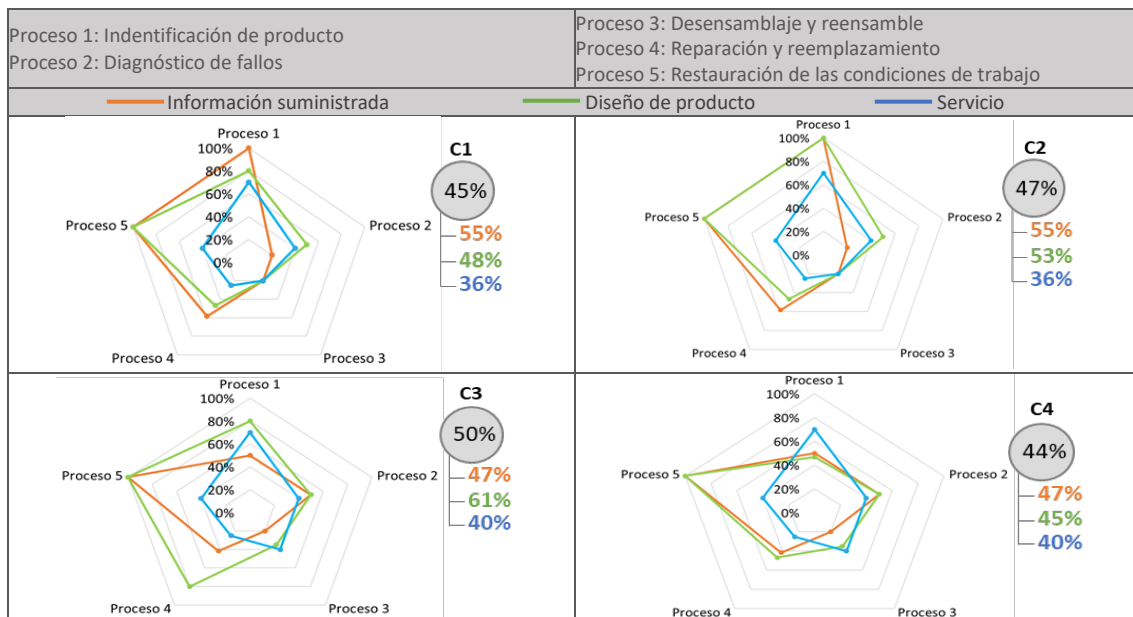 Proceso 1: Indentificación de producto
Proceso 2: Diagnóstico de fallos
Proceso 3: Desensamblaje y reensamble
Proceso 4: Reparación y reemplazamiento
Proceso 5: Restauración de las condiciones de trabajo
Información suministrada
Diseño de producto
Servicio
Proceso 1
100%
80%
60%
40%
20%
0%
Proceso 2
Proceso 3
Proceso 4
Proceso 5
C1
45%
55%
48%
36%
Proceso 1
100%
80%
60%
40%
20%
0%
Proceso 2
Proceso 3
Proceso 4
Proceso 5
C2
47%
55%
53%
36%
Proceso 1
100%
80%
60%
40%
20%
0%
Proceso 2
Proceso 3
Proceso 4
Proceso 5
C3
50%
47%
61%
40%
Proceso 1
100%
80%
60%
40%
20%
0%
Proceso 2
Proceso 3
Proceso 4
Proceso 5
C4
44%
47%
45%
40%